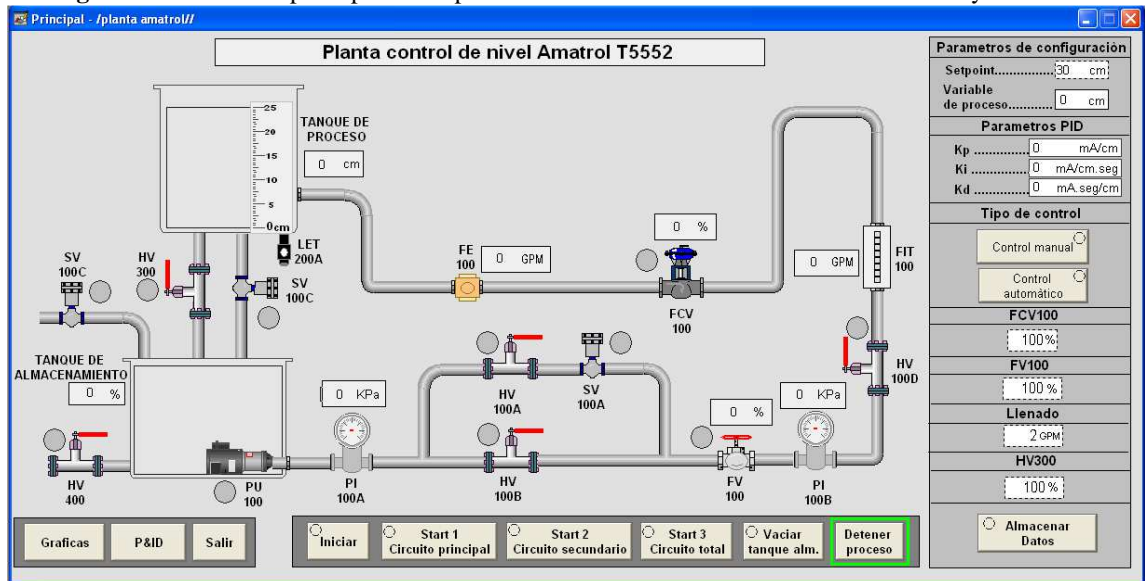 Principal - /planta amatrol//
Planta control de nivel Amatrol T5552
25
20
15
10
5
0cm
TANQUE DE
PROCESO
0 cm
LET
200A
SV
100C
HV
300
SV
100C
FE
100
0 GPM
0 %
FCV
100
0 GPM
FIT
100
TANQUE DE
ALMACENAMIENTO
0 %
HV
400
PU
100
0 KPa
PI
100A
HV
100A
SV
100A
HV
100B
0 %
FV
100
0 KPa
PI
100B
HV
100D
Parametros de configuraciòn
Setpoint...............30 cm
Variable
de proceso........... 0 cm
Parametros PID
Kp ..................0 mA/cm
Ki ..................0 mA/cm.seg
Kd ..................0 mA.seg/cm
Tipo de control
Control manual
Control
automático
FCV100
100%
FV100
100 %
Llenado
2 GPM
HV300
100 %
Almacenar
Datos
Graficas
P&ID
Salir
Iniciar
Start 1
Circuito principal
Start 2
Circuito secundario
Start 3
Circuito total
Vaciar
tanque alm.
Detener
proceso